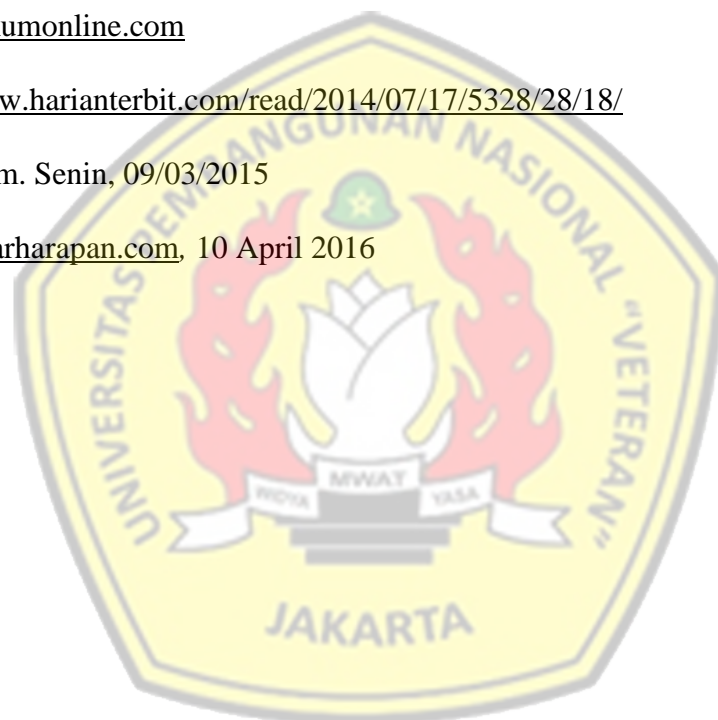 umonline.com
w.harianterbit.com/read/2014/07/17/5328/28/18/
m. Senin, 09/03/2015
arharapan.com, 10 April 2016
UNIVERSITAS PEMBANGUNAN NASIONAL "VETERAN"
WIDYA MWAT YASA
JAKARTA